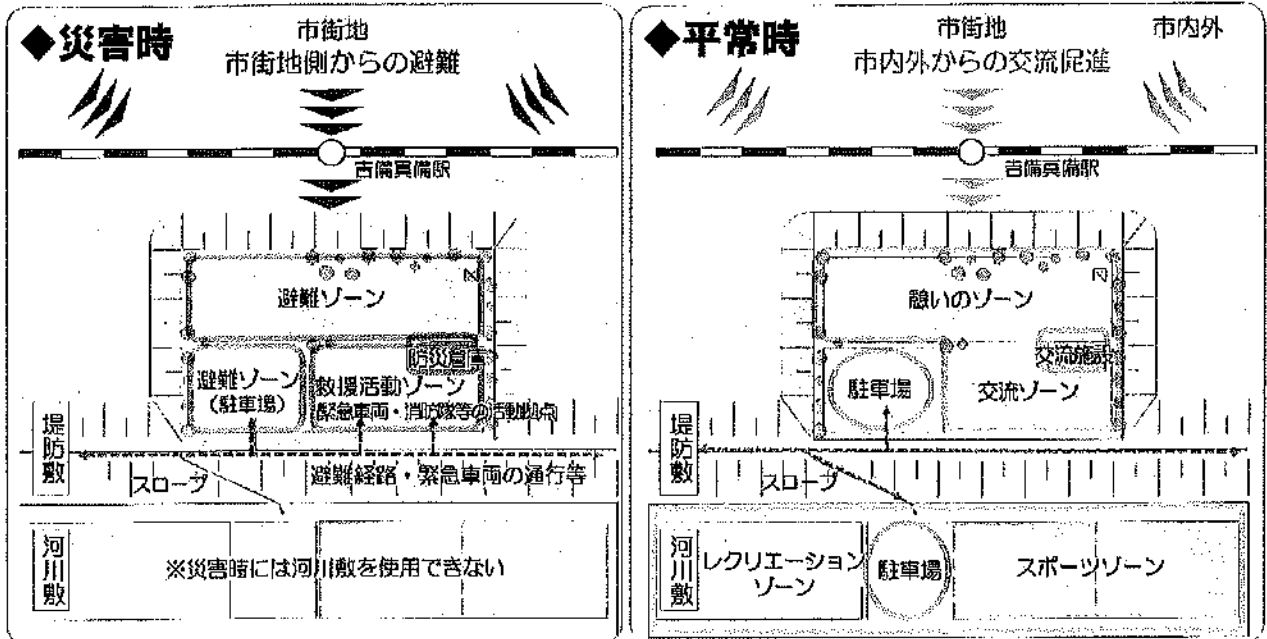 ◆災害時
市街地
市街地側からの避難
吉備真備駅
避難ゾーン
防災倉庫
避難ゾーン
(駐車場)
救援活動ゾーン
(緊急車両・消防隊等の活動拠点)
堤防敷
スロープ
避難経路・緊急車両の通行等
河川敷
※災害時には河川敷を使用できない
◆平常時
市街地
市内外
市内外からの交流促進
吉備真備駅
憩いのゾーン
交流施設
駐車場
交流ゾーン
堤防敷
スロープ
河川敷
レクリエーション
ゾーン
駐車場
スポーツゾーン